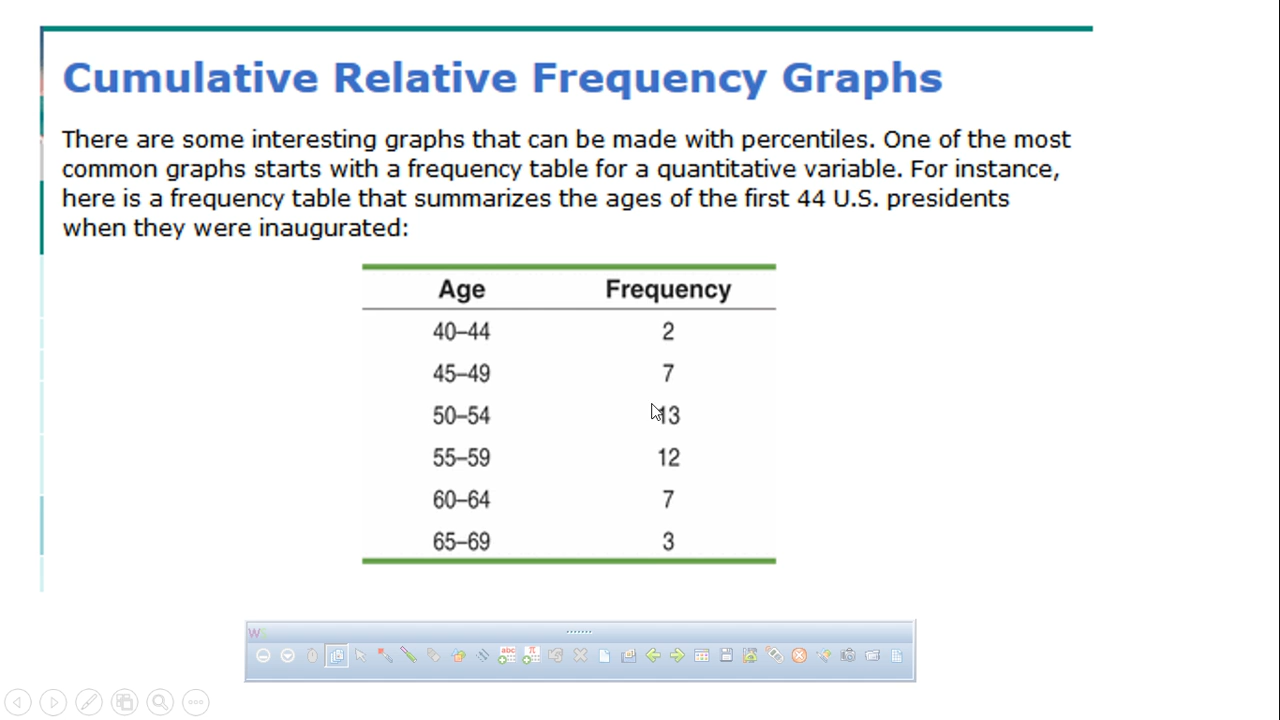 Cumulative Relative Frequency Graphs
There are some interesting graphs that can be made with percentiles. One of the most
common graphs starts with a frequency table for a quantitative variable. For instance,
here is a frequency table that summarizes the ages of the first 44 U.S. presidents
when they were inaugurated:
Age Frequency
40–44 2
45–49 7
50–54 13
55–59 12
60–64 7
65–69 3
W
abc
π